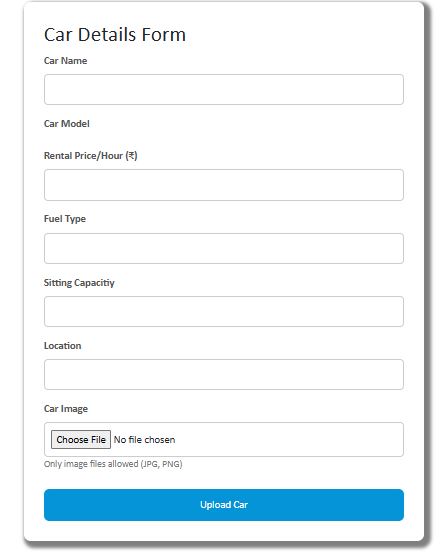 Car Details Form
Car Name
Car Model
Rental Price/Hour (₹)
Fuel Type
Sitting Capacitiy
Location
Car Image
Choose File No file chosen
Only image files allowed (JPG, PNG)
Upload Car